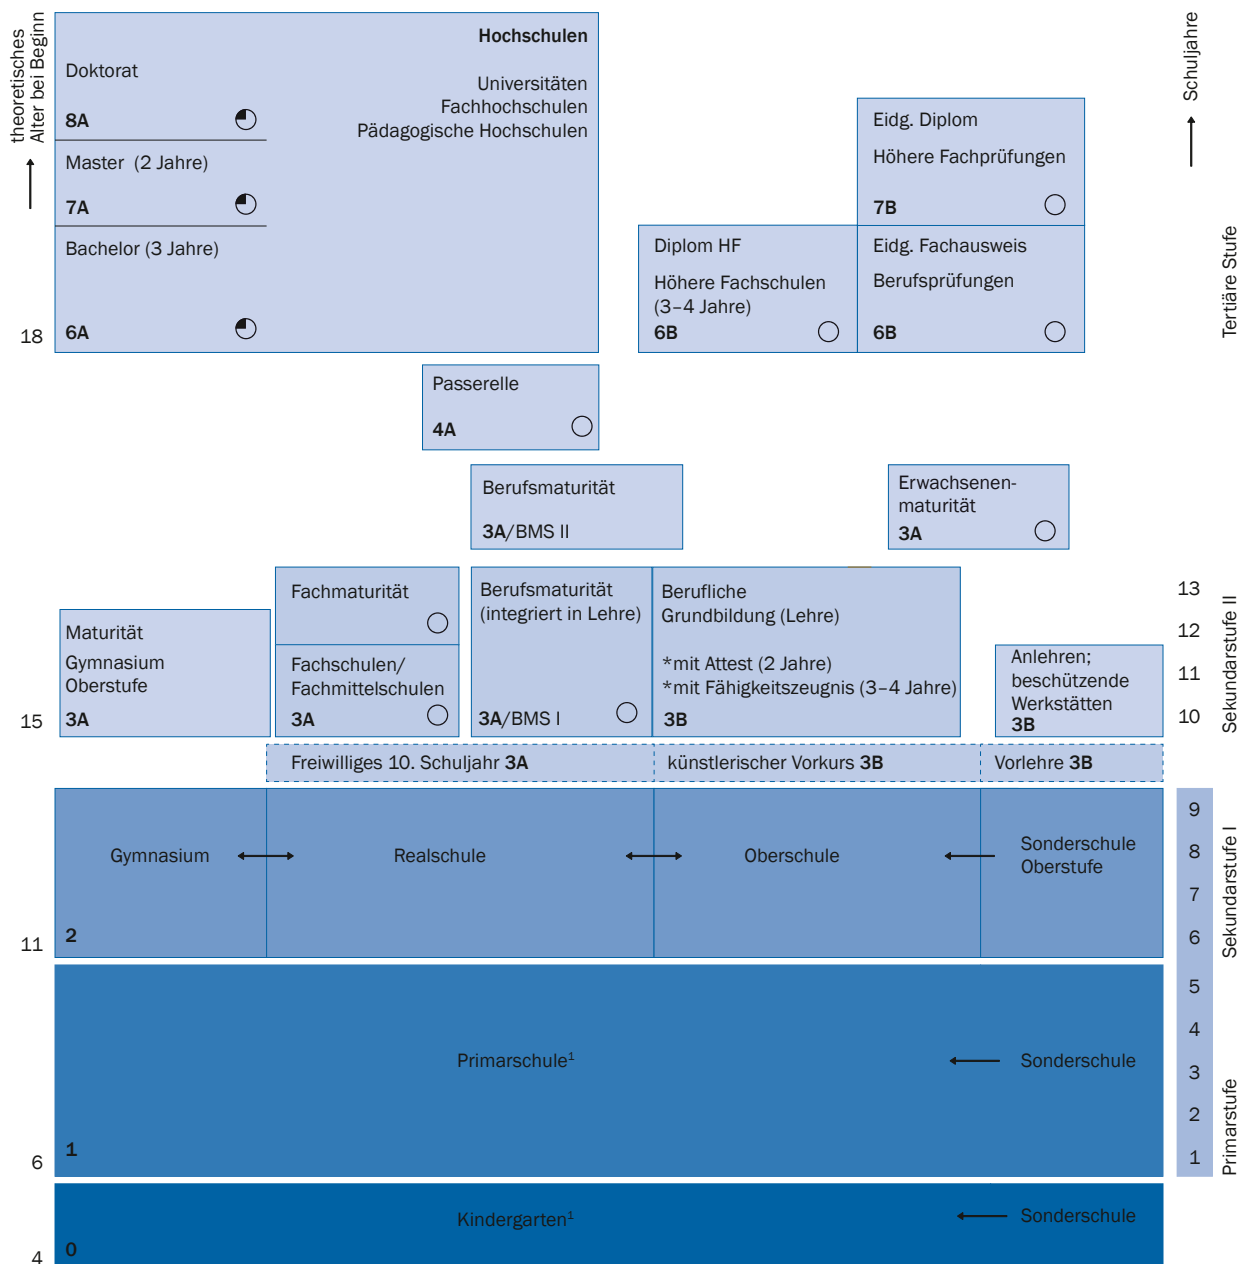 theoretisches
Alter bei Beginn
Schuljahre
Hochschulen
Universitäten
Fachhochschulen
Pädagogische Hochschulen
Doktorat
8A
Master (2 Jahre)
7A
Bachelor (3 Jahre)
6A
18
Eidg. Diplom
Höhere Fachprüfungen
7B
Diplom HF
Höhere Fachschulen
(3–4 Jahre)
6B
Eidg. Fachausweis
Berufsprüfungen
6B
Tertiäre Stufe
Passerelle
4A
Berufsmaturität
3A/BMS II
Erwachsenen-
maturität
3A
Maturität
Gymnasium
Oberstufe
3A
15
Fachmaturität
Fachschulen/
Fachmittelschulen
3A
Berufsmaturität
(integriert in Lehre)
3A/BMS I
Berufliche
Grundbildung (Lehre)
*mit Attest (2 Jahre)
*mit Fähigkeitszeugnis (3–4 Jahre)
3B
Anlehren;
beschützende
Werkstätten
3B
13
12
11
10
Sekundarstufe II
Freiwilliges 10. Schuljahr 3A
künstlerischer Vorkurs 3B
Vorlehre 3B
Gymnasium
Realschule
Oberschule
Sonderschule
Oberstufe
2
11
9
8
7
6
Sekundarstufe I
Primarschule¹
Sonderschule
1
6
5
4
3
2
1
Primarstufe
Kindergarten¹
Sonderschule
0
4